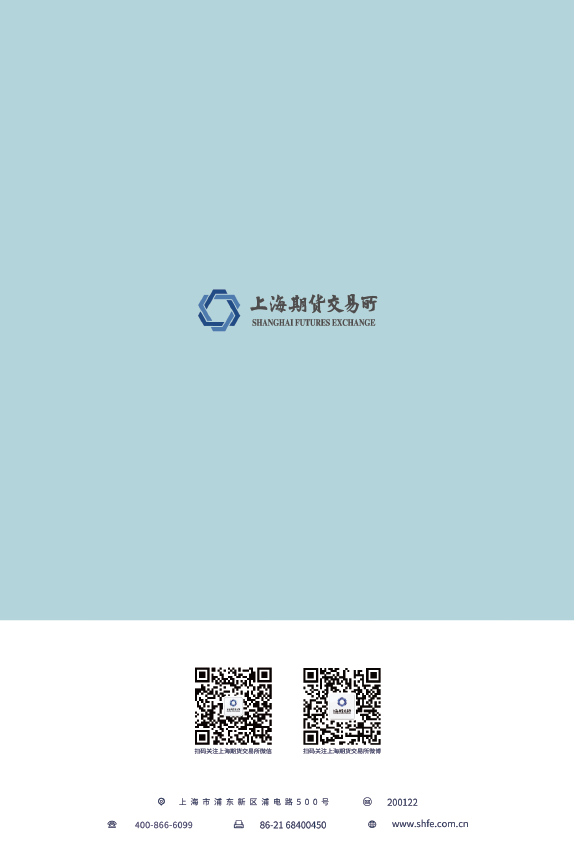 上海期货交易所
SHANGHAI FUTURES EXCHANGE
扫码关注上海期货交易所微信
扫码关注上海期货交易所微博
上海市浦东新区浦电路500号
200122
400-866-6099
86-21 68400450
www.shfe.com.cn